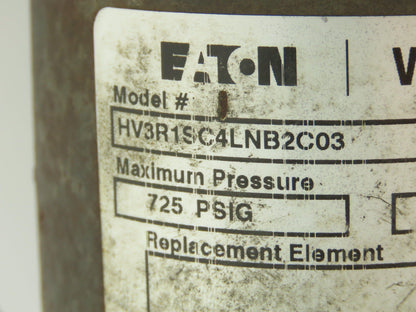 EATON | V
Model #
HV3R1SC4LNB2C03
Maximum Pressure
725 PSIG
Replacement Element